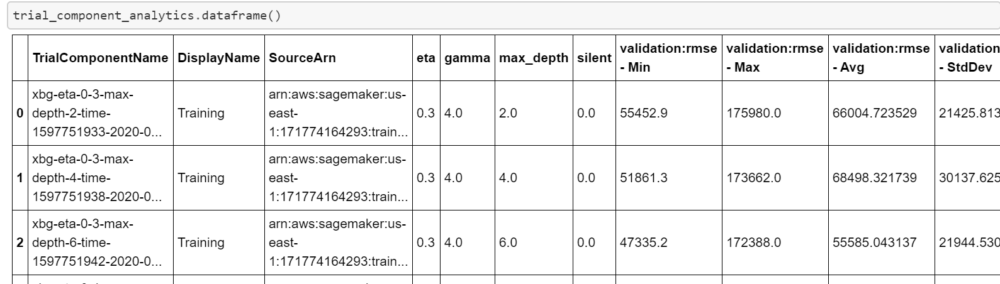 trial_component_analytics.dataframe()
TrialComponentName DisplayName SourceArn eta gamma max_depth silent validation:rmse - Min validation:rmse - Max validation:rmse - Avg validation - StdDev
0 xbg-eta-0-3-max-depth-2-time-1597751933-2020-0... Training arn:aws:sagemaker:us-east-1:171774164293:train... 0.3 4.0 2.0 0.0 55452.9 175980.0 66004.723529 21425.813
1 xbg-eta-0-3-max-depth-4-time-1597751938-2020-0... Training arn:aws:sagemaker:us-east-1:171774164293:train... 0.3 4.0 4.0 0.0 51861.3 173662.0 68498.321739 30137.625
2 xbg-eta-0-3-max-depth-6-time-1597751942-2020-0... Training arn:aws:sagemaker:us-east-1:171774164293:train... 0.3 4.0 6.0 0.0 47335.2 172388.0 55585.043137 21944.530